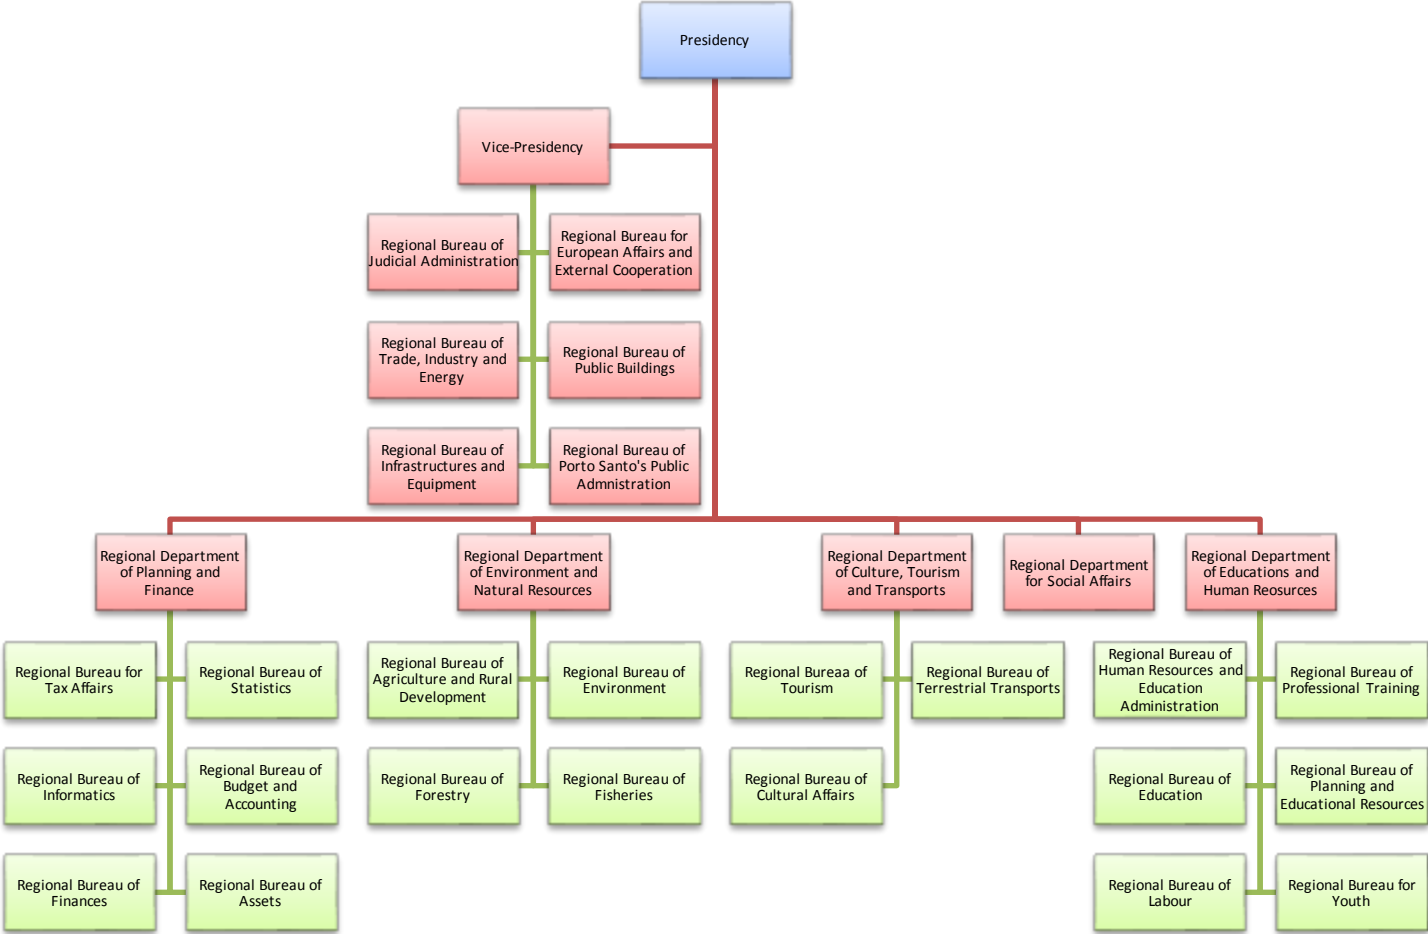 Presidency
Vice-Presidency
Regional Bureau of
Judicial Administration
Regional Bureau for
European Affairs and
External Cooperation
Regional Bureau of
Trade, Industry and
Energy
Regional Bureau of
Public Buildings
Regional Bureau of
Infrastructures and
Equipment
Regional Bureau of
Porto Santo's Public
Admnistration
Regional Department
of Planning and
Finance
Regional Department
of Environment and
Natural Resources
Regional Department
of Culture, Tourism
and Transports
Regional Department
for Social Affairs
Regional Department
of Educations and
Human Reosurces
Regional Bureau for
Tax Affairs
Regional Bureau of
Statistics
Regional Bureau of
Agriculture and Rural
Development
Regional Bureau of
Environment
Regional Bureaa of
Tourism
Regional Bureau of
Terrestrial Transports
Regional Bureau of
Human Resources and
Education
Administration
Regional Bureau of
Professional Training
Regional Bureau of
Informatics
Regional Bureau of
Budget and
Accounting
Regional Bureau of
Forestry
Regional Bureau of
Fisheries
Regional Bureau of
Cultural Affairs
Regional Bureau of
Education
Regional Bureau of
Planning and
Educational Resources
Regional Bureau of
Finances
Regional Bureau of
Assets
Regional Bureau of
Labour
Regional Bureau for
Youth